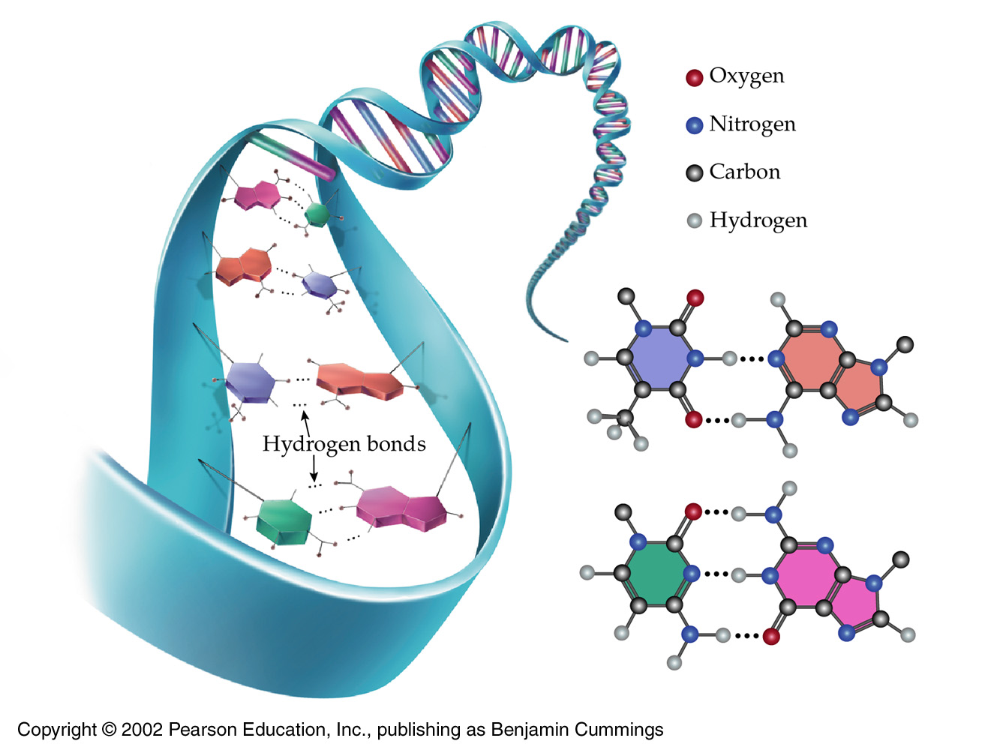 Oxygen
Nitrogen
Carbon
Hydrogen
Hydrogen bonds
Copyright © 2002 Pearson Education, Inc., publishing as Benjamin Cummings